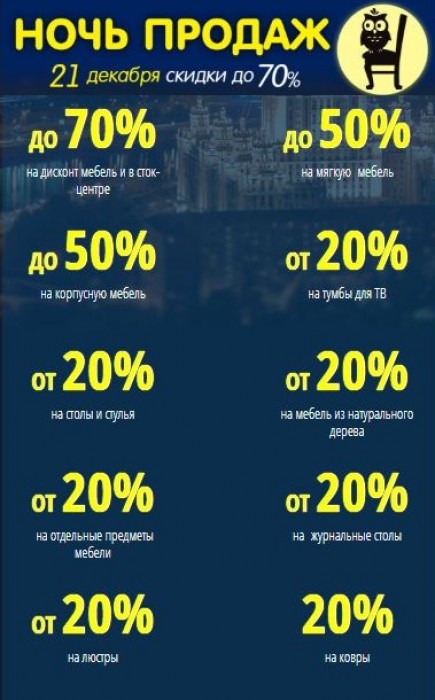 НОЧЬ ПРОДАЖ
21 декабря скидки до 70%
до 70%
на дисконт мебель и в сток-
центре
до 50%
на мягкую мебель
до 50%
на корпусную мебель
от 20%
на тумбы для ТВ
от 20%
на столы и стулья
от 20%
на мебель из натурального
дерева
от 20%
на отдельные предметы
мебели
от 20%
на журнальные столы
от 20%
на люстры
20%
на ковры